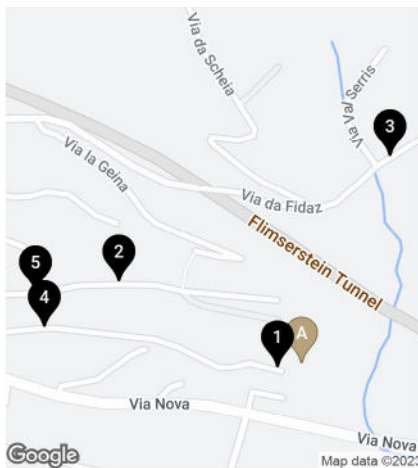 Via da Scheia
Serris
Via Val
3
Via la Geina
Via da Fidaz
Flimserstein Tunnel
2
5
4
1
A
Via Nova
Via Nova
Google
Map data ©2023